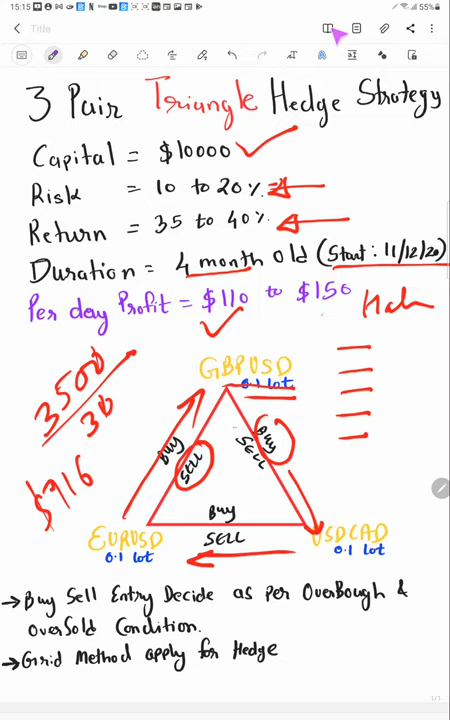 15:15
55%
Title
3 Pair Triangle Hedge Strategy
Capital = $10000
Risk = 10 to 20%
Return = 35 to 40%
Duration = 4 month old (Start: 11/12/20)
Per day Profit = $110 to $150
3500
30
$716
GBPUSD
0.1 lot
BUY
SELL
BUY
SELL
BUY
SELL
EURUSD
0.1 lot
USDCAD
0.1 lot
→Buy Sell Entry Decide as per OverBough &
OverSold Condition.
→Grid Method apply for Hedge
1/1